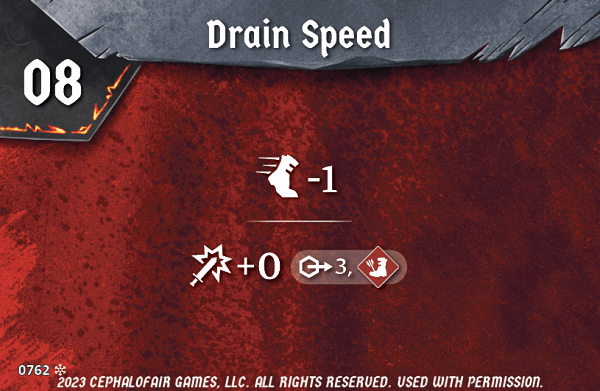 Drain Speed
08
-1
+0 3,
0762
2023 CEPHALOFAIR GAMES, LLC. ALL RIGHTS RESERVED. USED WITH PERMISSION.